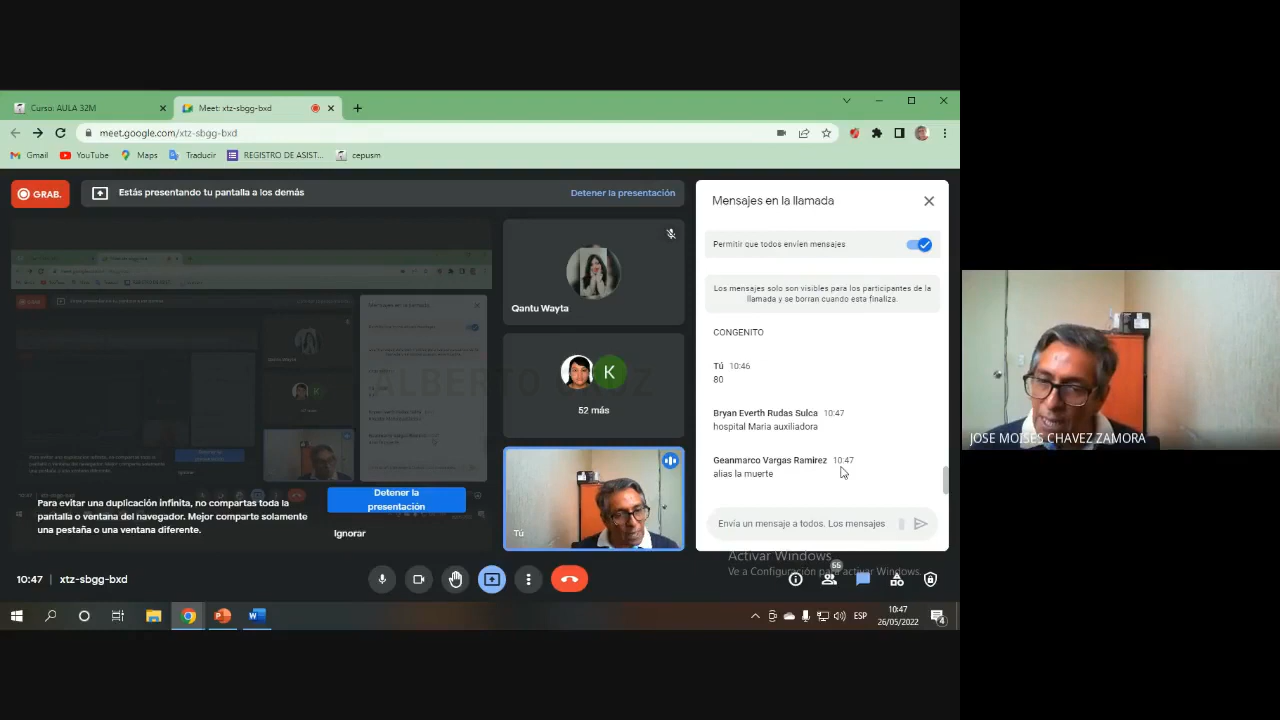 Curso: AULA 32M
Meet: xtz-sbgg-bxd
meet.google.com/xtz-sbgg-bxd
Gmail
YouTube
Maps
Traducir
REGISTRO DE ASIST...
cepusm
GRAB.
Estás presentando tu pantalla a los demás
Detener la presentación
Mensajes en la llamada
Permitir que todos envíen mensajes
Los mensajes solo son visibles para los participantes de la
llamada y se borran cuando esta finaliza.
CONGENITO
Tú 10:46
80
Bryan Everth Rudas Sulca 10:47
hospital Maria auxiliadora
Geanmarco Vargas Ramirez 10:47
alias la muerte
Envía un mensaje a todos. Los mensajes
Qantu Wayta
K
52 más
Tú
Para evitar una duplicación infinita, no compartas toda la
pantalla o ventana del navegador. Mejor comparte solamente
una pestaña o una ventana diferente.
Detener la
presentación
Ignorar
Activar Windows
Ve a Configuración para activar Windows.
10:47
xtz-sbgg-bxd
55
ESP
10:47
26/05/2022
4
JOSE MOISES CHAVEZ ZAMORA